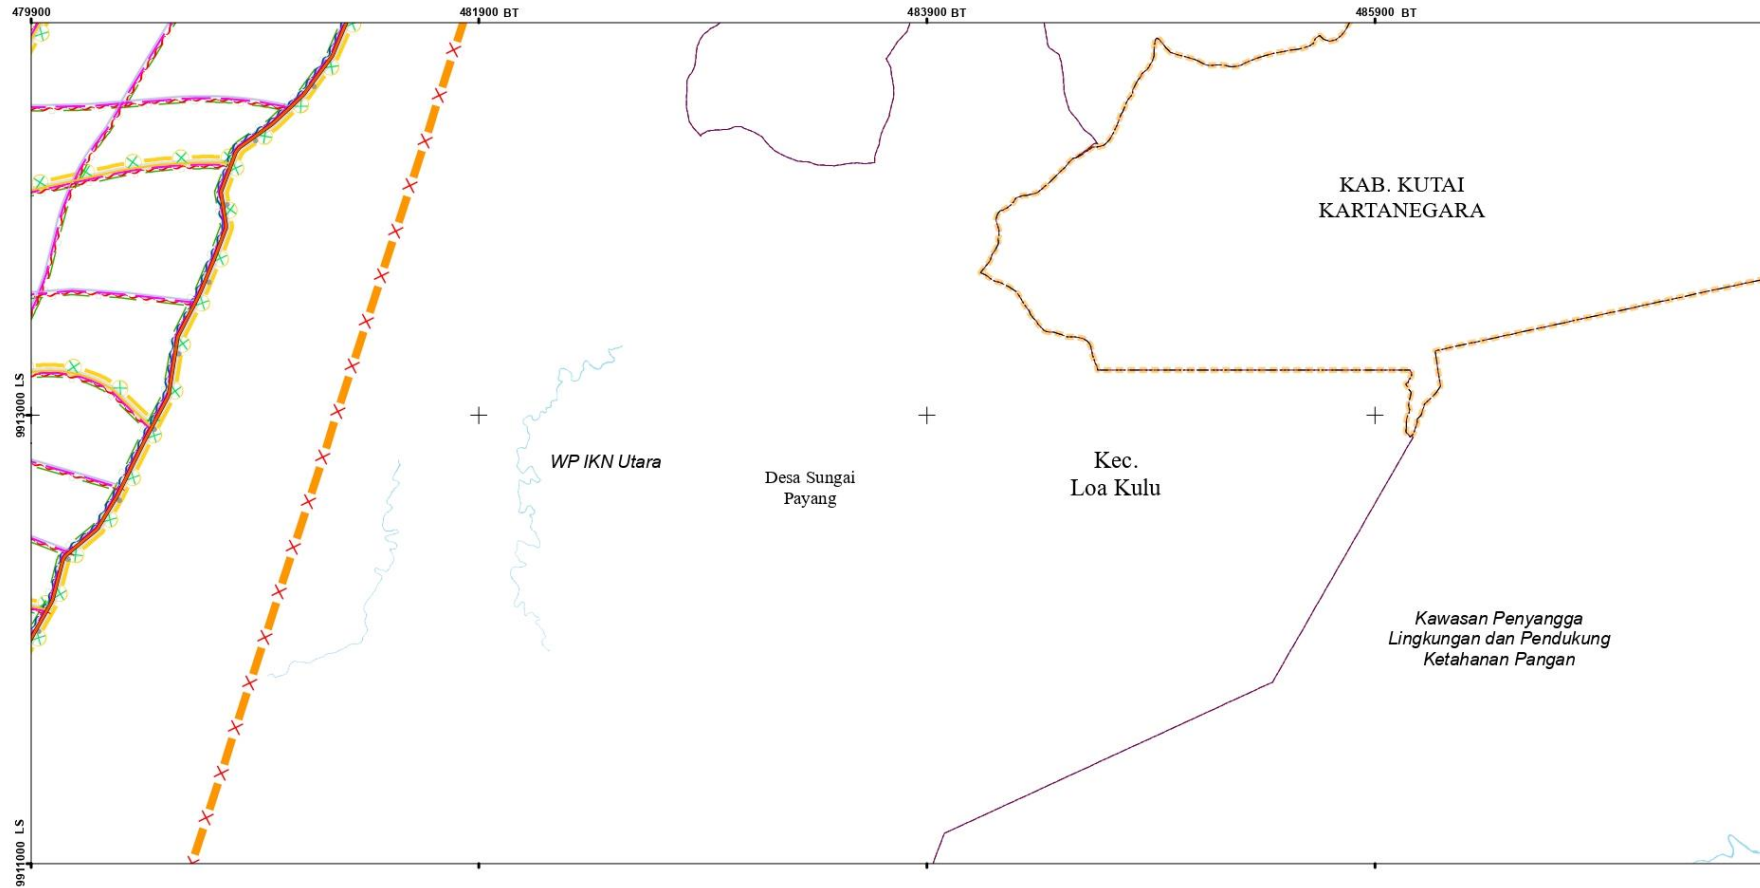 479900
481900 BT
483900 BT
485900 BT
KAB. KUTAI
KARTANEGARA
9913000 LS
WP IKN Utara
Desa Sungai
Payang
Kec.
Loa Kulu
Kawasan Penyangga
Lingkungan dan Pendukung
Ketahanan Pangan
9911000 LS